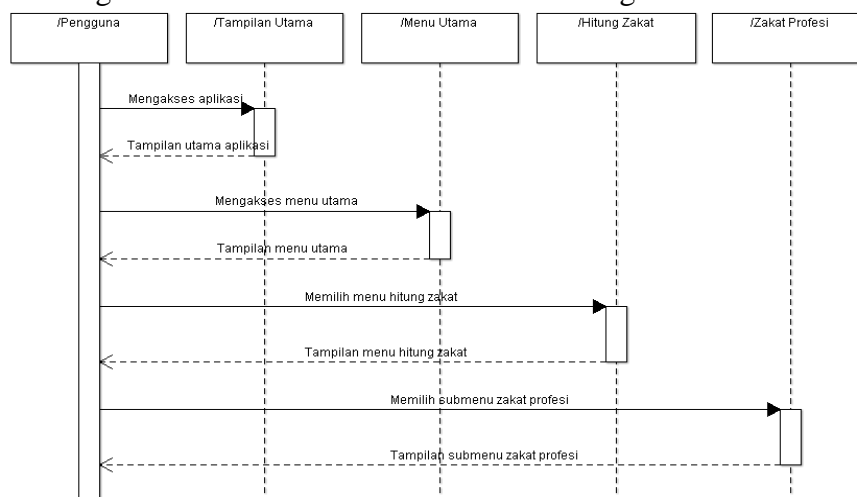 /Pengguna
/Tampilan Utama
/Menu Utama
/Hitung Zakat
/Zakat Profesi
Mengakses aplikasi
Tampilan utama aplikasi
Mengakses menu utama
Tampilan menu utama
Memilih menu hitung zakat
Tampilan menu hitung zakat
Memilih submenu zakat profesi
Tampilan submenu zakat profesi